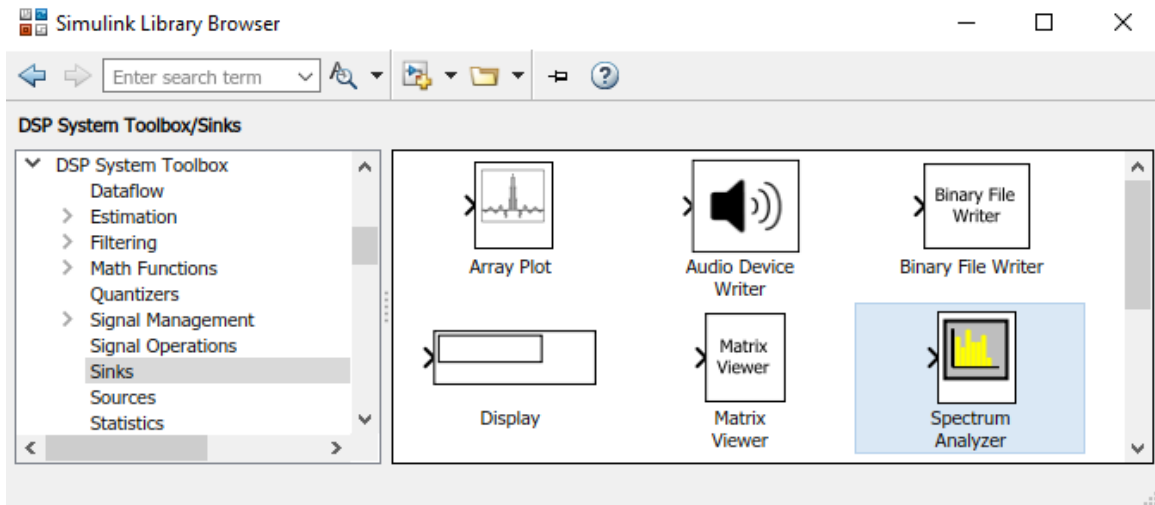 Simulink Library Browser
Enter search term
DSP System Toolbox/Sinks
DSP System Toolbox
Dataflow
Estimation
Filtering
Math Functions
Quantizers
Signal Management
Signal Operations
Sinks
Sources
Statistics
Array Plot
Audio Device
Writer
Binary File
Writer
Binary File Writer
Display
Matrix
Viewer
Matrix
Viewer
Spectrum
Analyzer